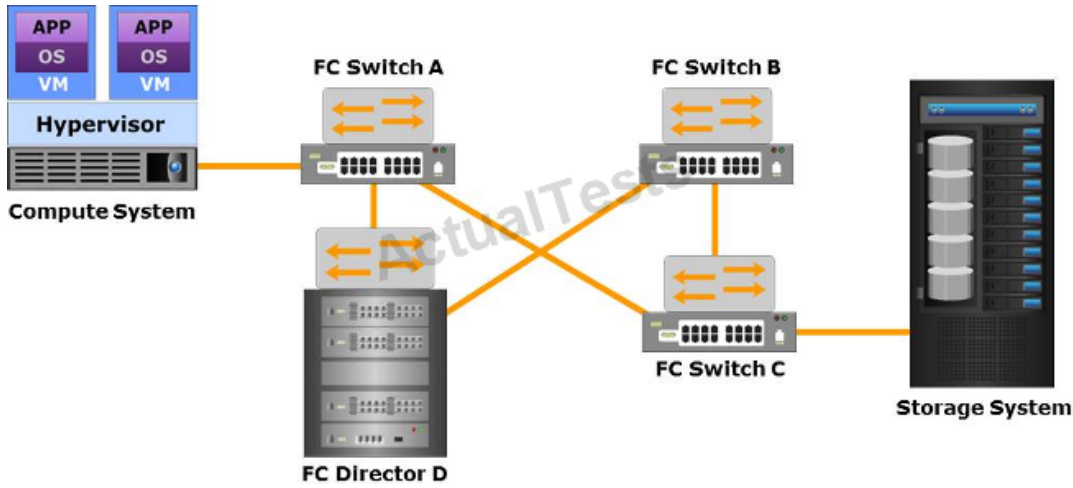 APP APP
OS OS
VM VM
Hypervisor
Compute System
FC Switch A
FC Switch B
ActualTests
FC Switch C
Storage System
FC Director D